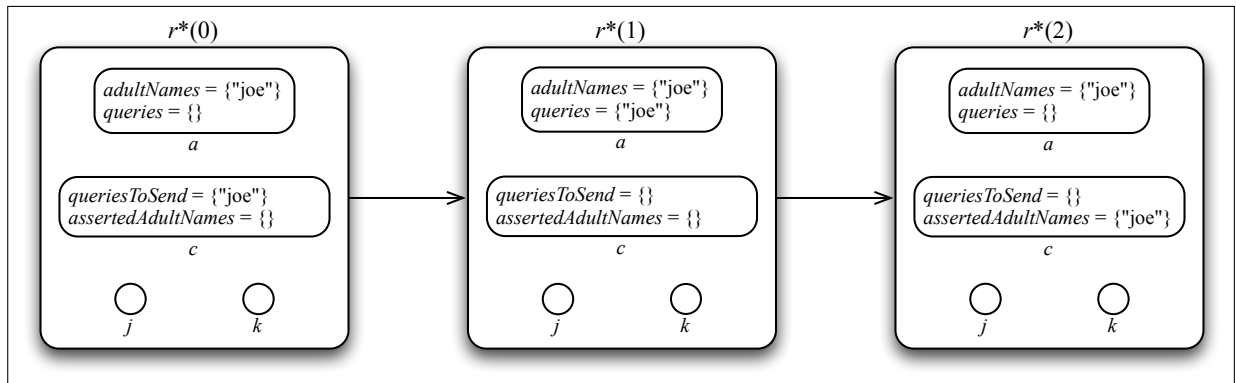 r*(0)
adultNames = {"joe"}
queries = {}
a
queriesToSend = {"joe"}
assertedAdultNames = {}
c
j
k
r*(1)
adultNames = {"joe"}
queries = {"joe"}
a
queriesToSend = {}
assertedAdultNames = {}
c
j
k
r*(2)
adultNames = {"joe"}
queries = {}
a
queriesToSend = {}
assertedAdultNames = {"joe"}
c
j
k